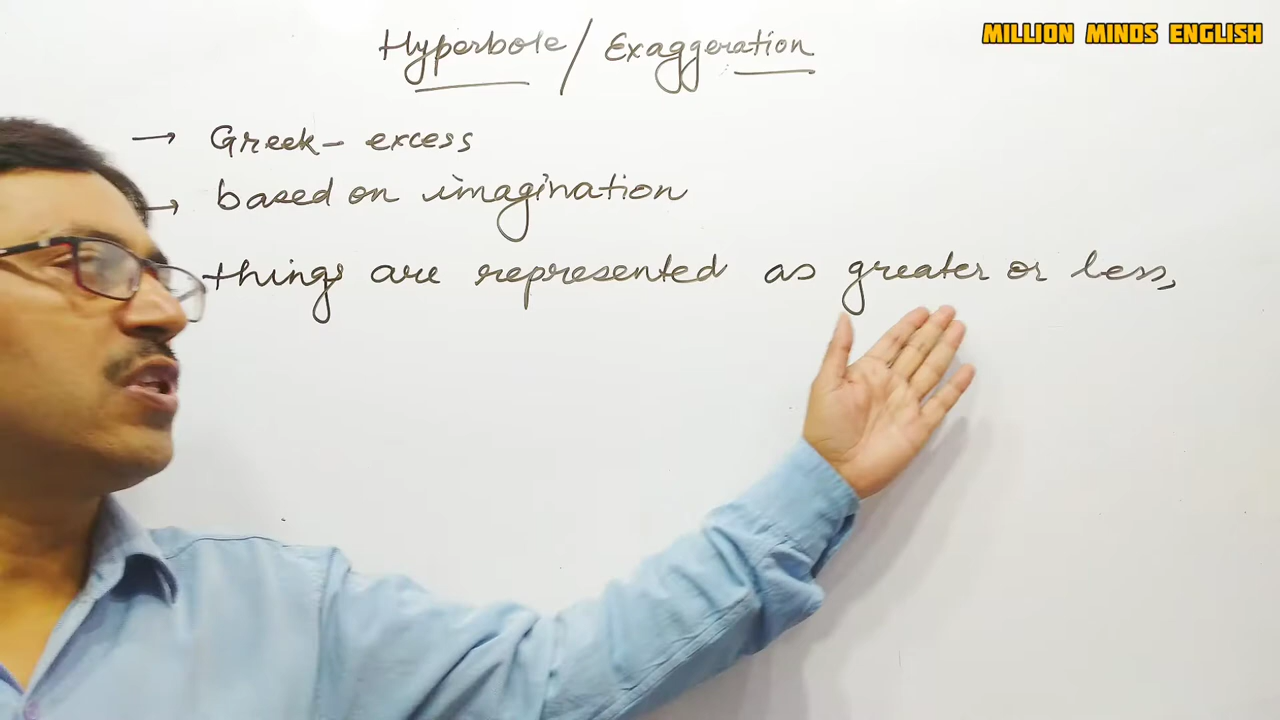 Hyperbole / Exaggeration
MILLION MINDS ENGLISH
→ Greek - excess
→ based on imagination
things are represented as greater or less,